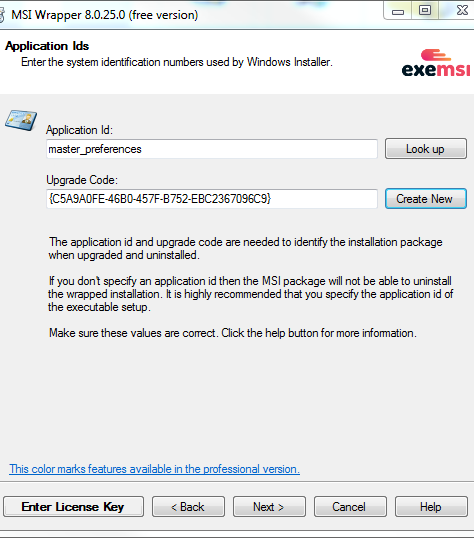 MSI Wrapper 8.0.25.0 (free version)
Application Ids
Enter the system identification numbers used by Windows Installer.
exemsi
Application Id:
master_preferences
Look up
Upgrade Code:
{C5A9A0FE-46B0-457F-B752-EBC2367096C9}
Create New
The application id and upgrade code are needed to identify the installation package
when upgraded and uninstalled.
If you don't specify an application id then the MSI package will not be able to uninstall
the wrapped installation. It is highly recommended that you specify the application id of
the executable setup.
Make sure these values are correct. Click the help button for more information.
This color marks features available in the professional version.
Enter License Key
< Back
Next >
Cancel
Help